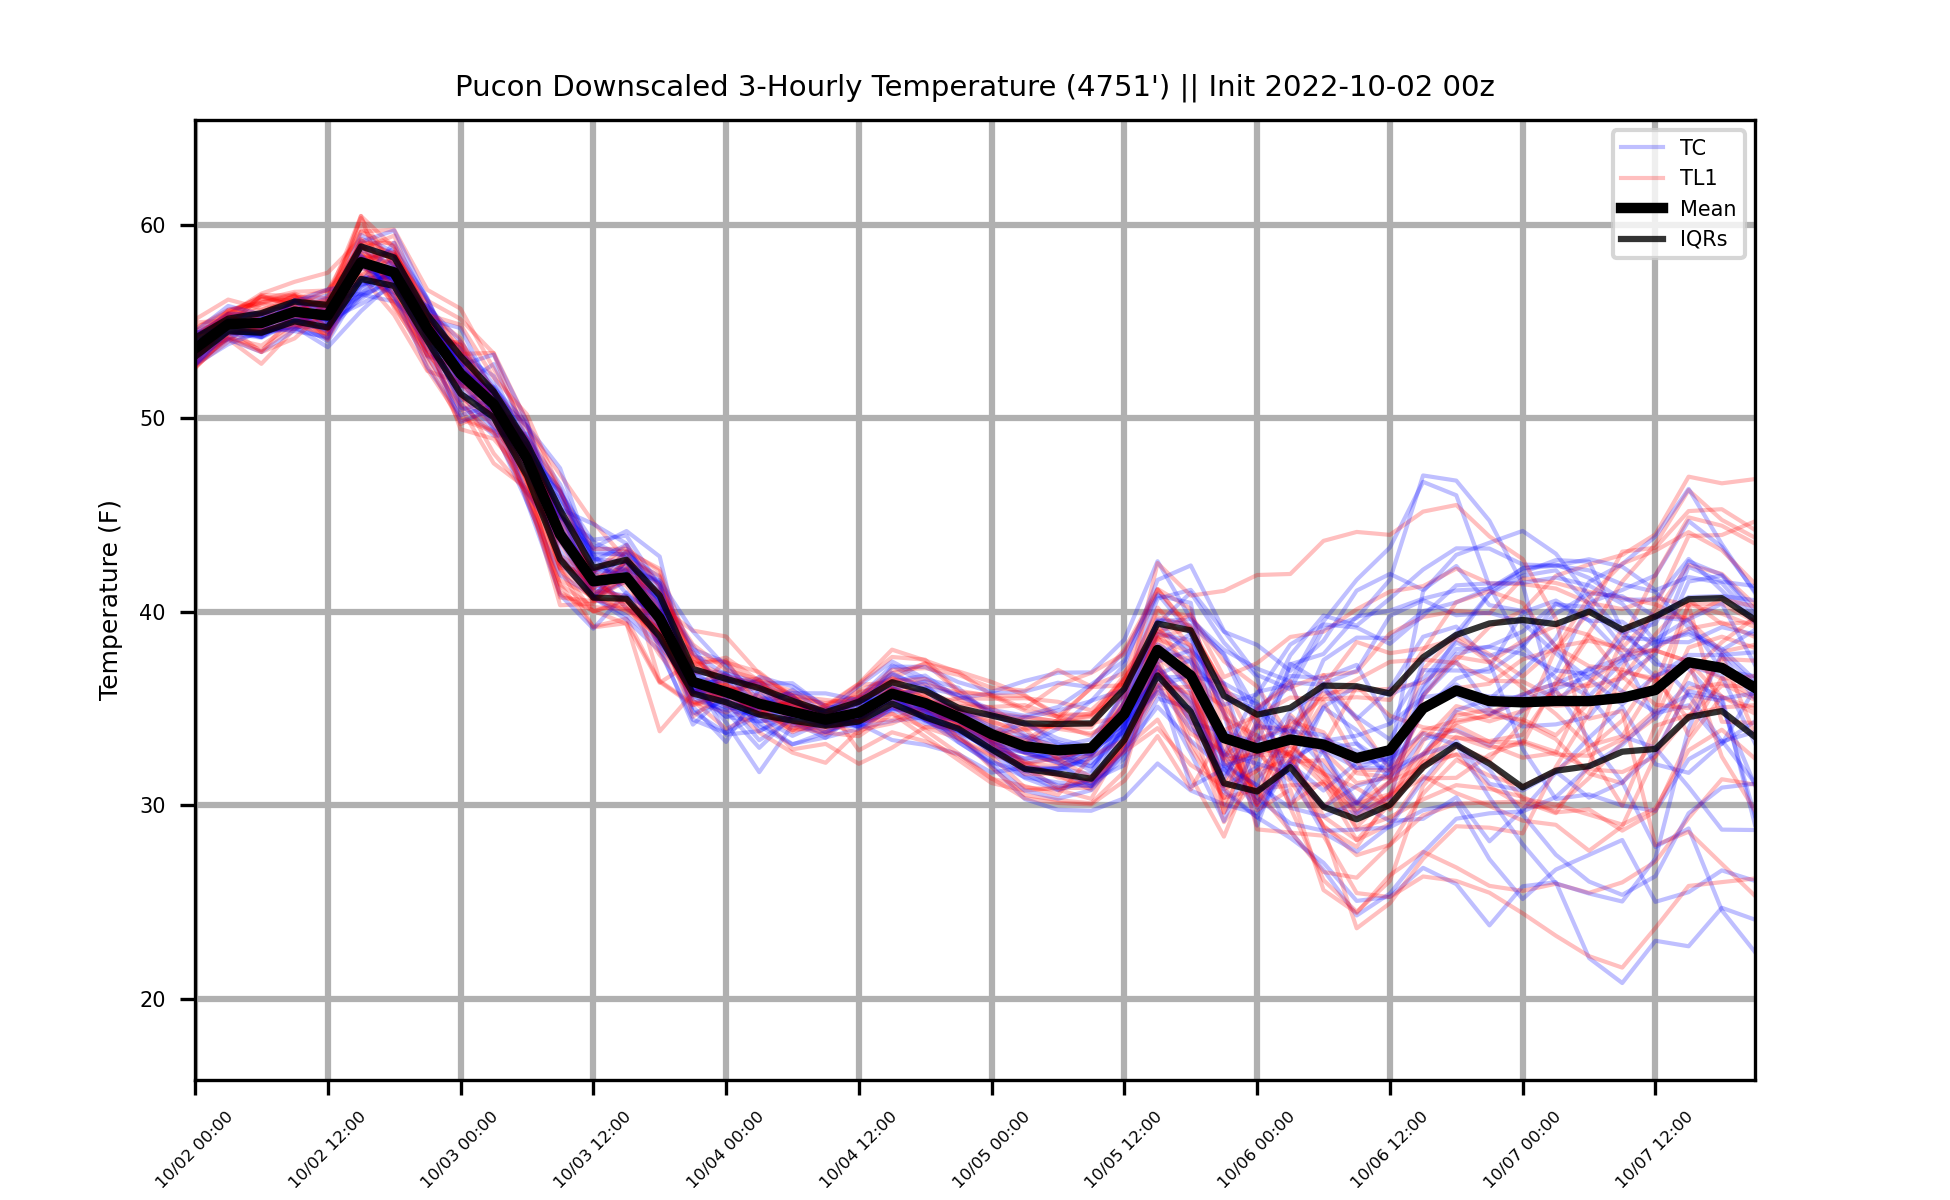 Pucon Downscaled 3-Hourly Temperature (4751') || Init 2022-10-02 00z
TC
TL1
Mean
IQRs
Temperature (F)
60
50
40
30
20
10/02 00:00
10/02 12:00
10/03 00:00
10/03 12:00
10/04 00:00
10/04 12:00
10/05 00:00
10/05 12:00
10/06 00:00
10/06 12:00
10/07 00:00
10/07 12:00